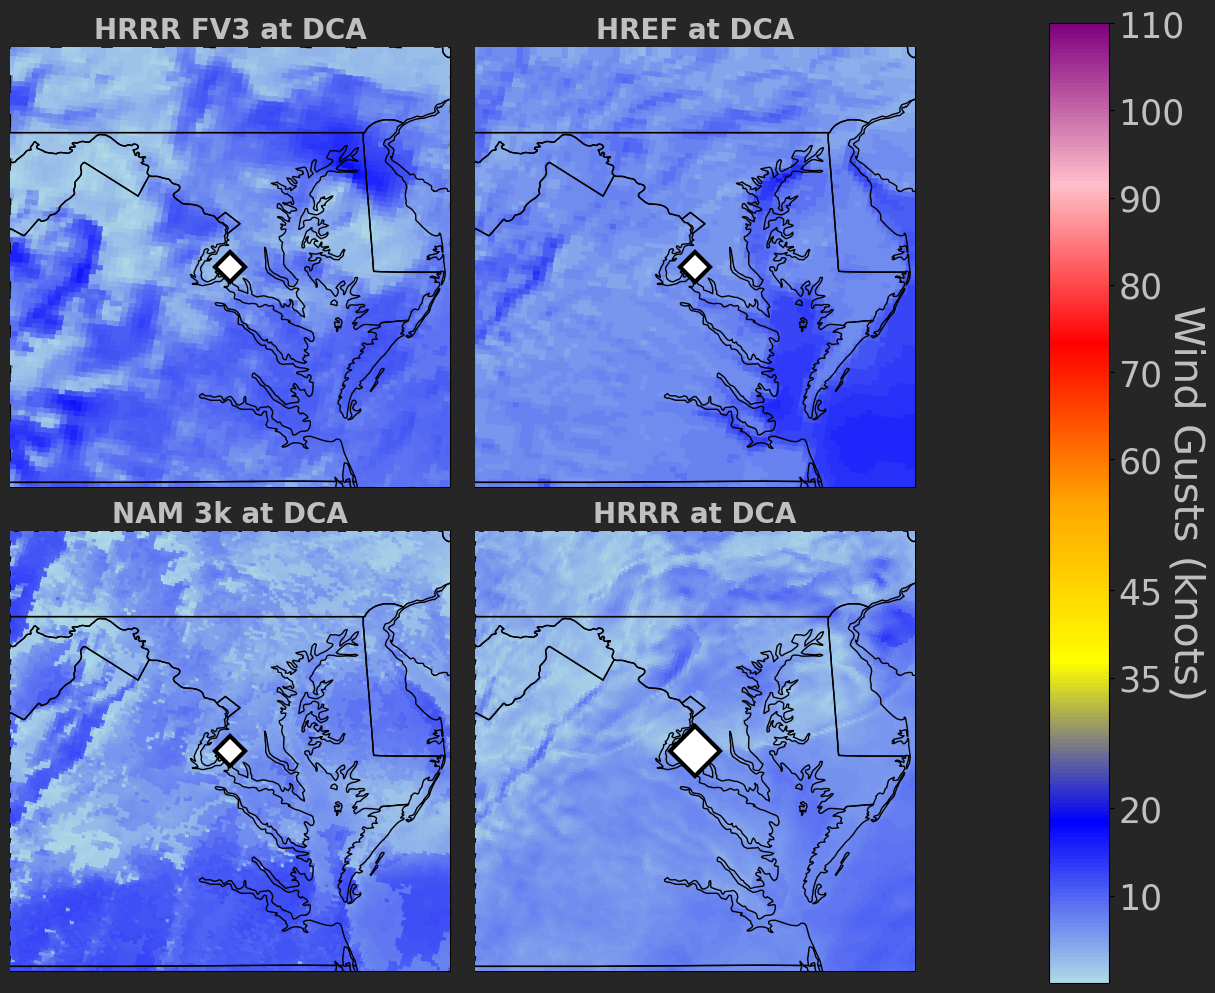 HRRR FV3 at DCA
HREF at DCA
NAM 3k at DCA
HRRR at DCA
110
100
90
80
70
60
45
35
20
10
Wind Gusts (knots)